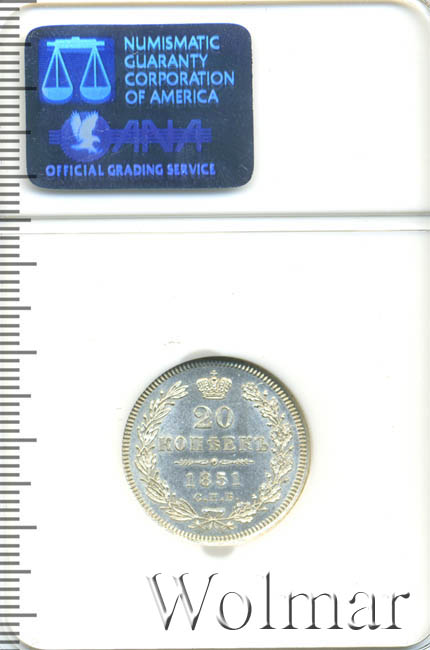 NUMISMATIC
GUARANTY
CORPORATION
OF AMERICA
ANA
OFFICIAL GRADING SERVICE
20
КОПѢЕКЪ
1851
С.П.Б.
Wolmar